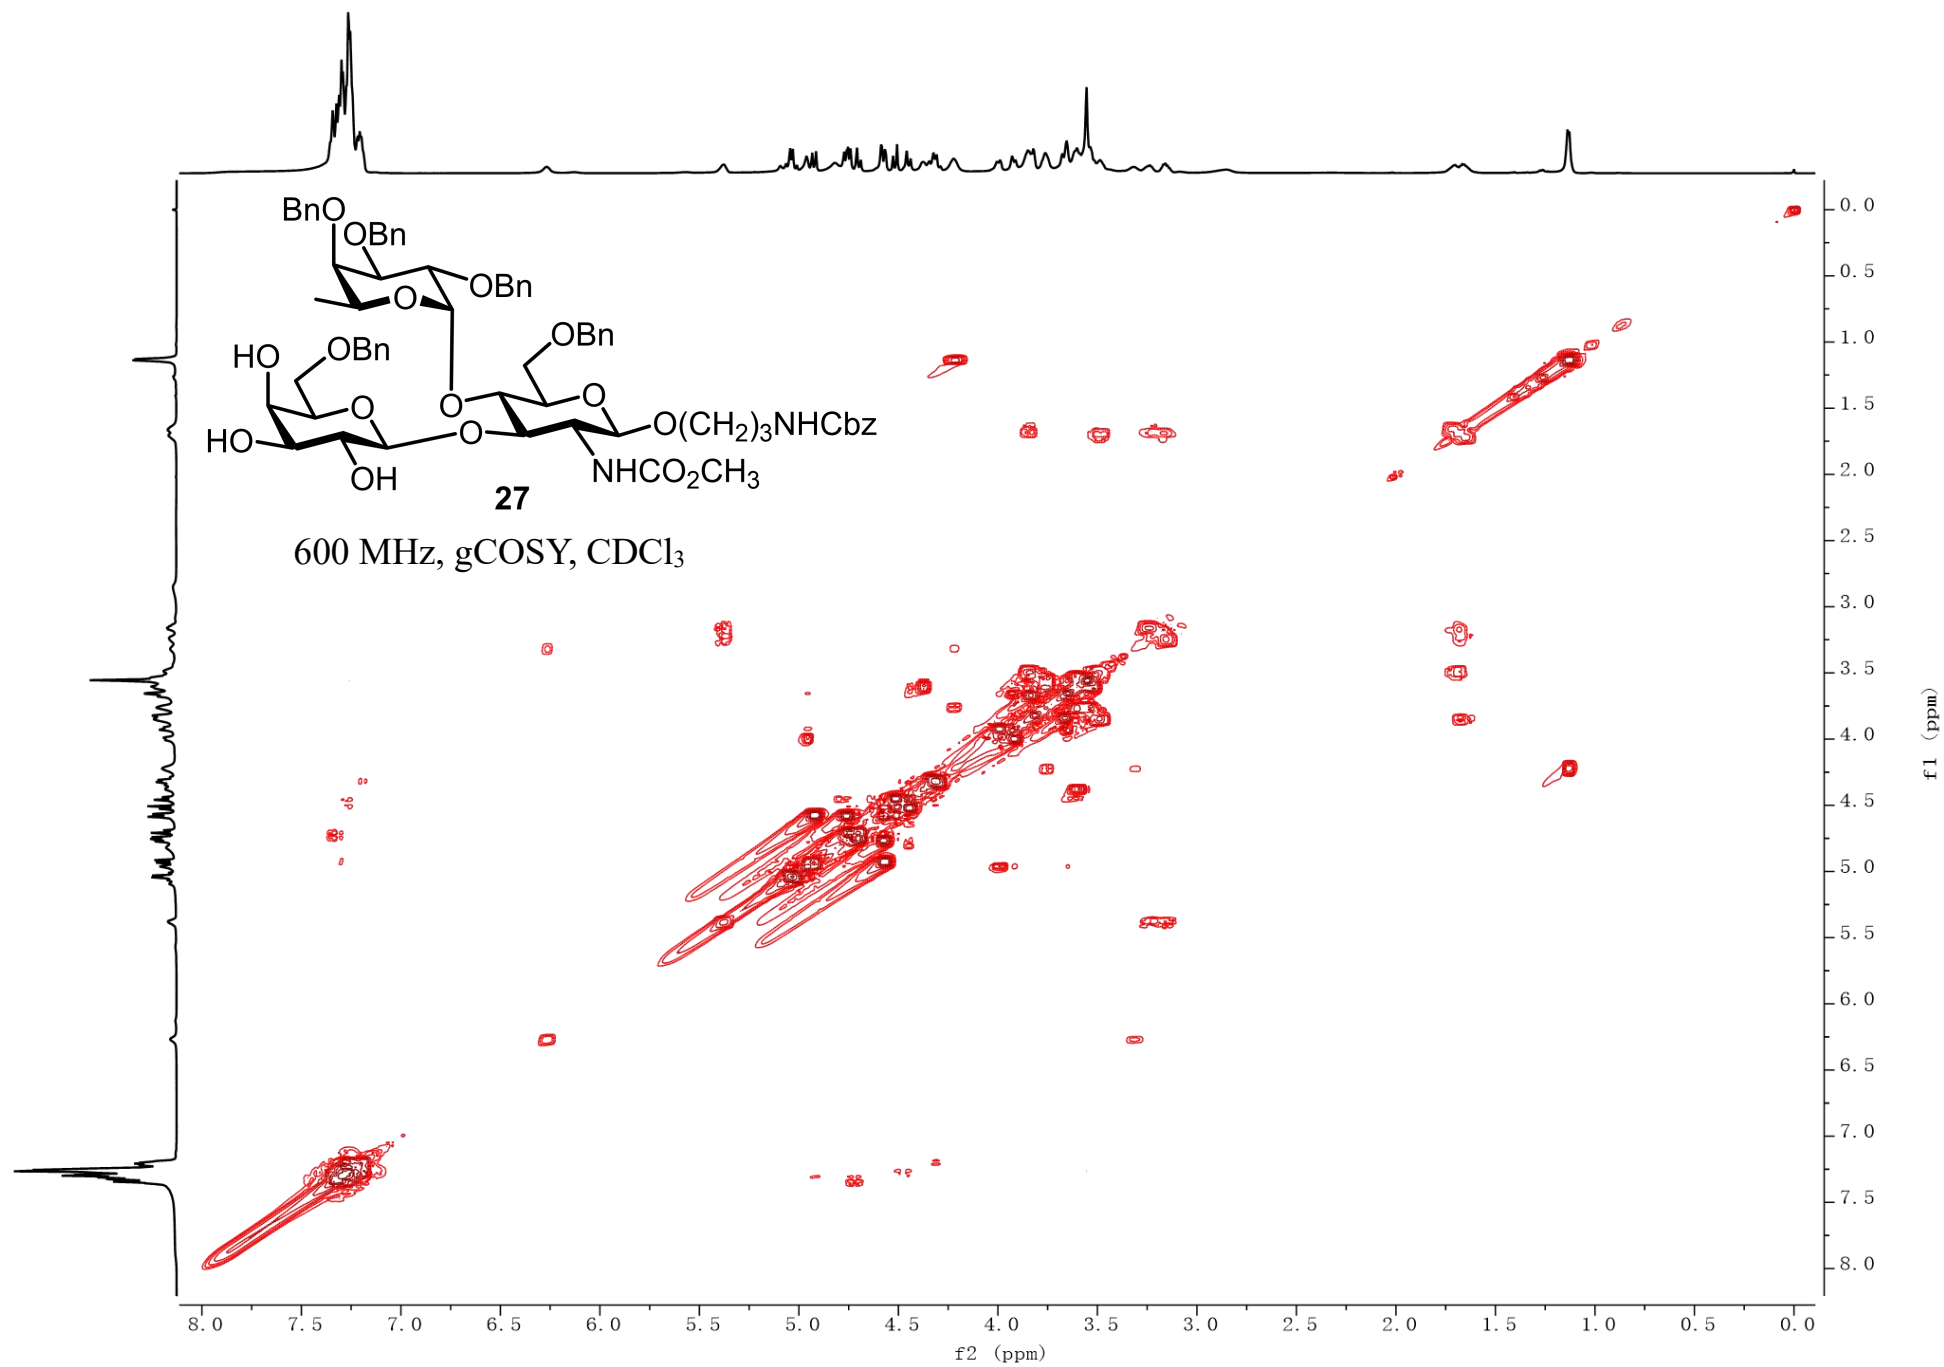 BnO
OBn
OBn
O
OBn
HO
OBn
O
O
O
O(CH2)3NHCbz
HO
O
NHCO2CH3
OH
27
600 MHz, gCOSY, CDCl3
0.0
0.5
1.0
1.5
2.0
2.5
3.0
3.5
4.0
4.5
5.0
5.5
6.0
6.5
7.0
7.5
8.0
f1 (ppm)
8.0 7.5 7.0 6.5 6.0 5.5 5.0 4.5 4.0 3.5 3.0 2.5 2.0 1.5 1.0 0.5 0.0
f2 (ppm)